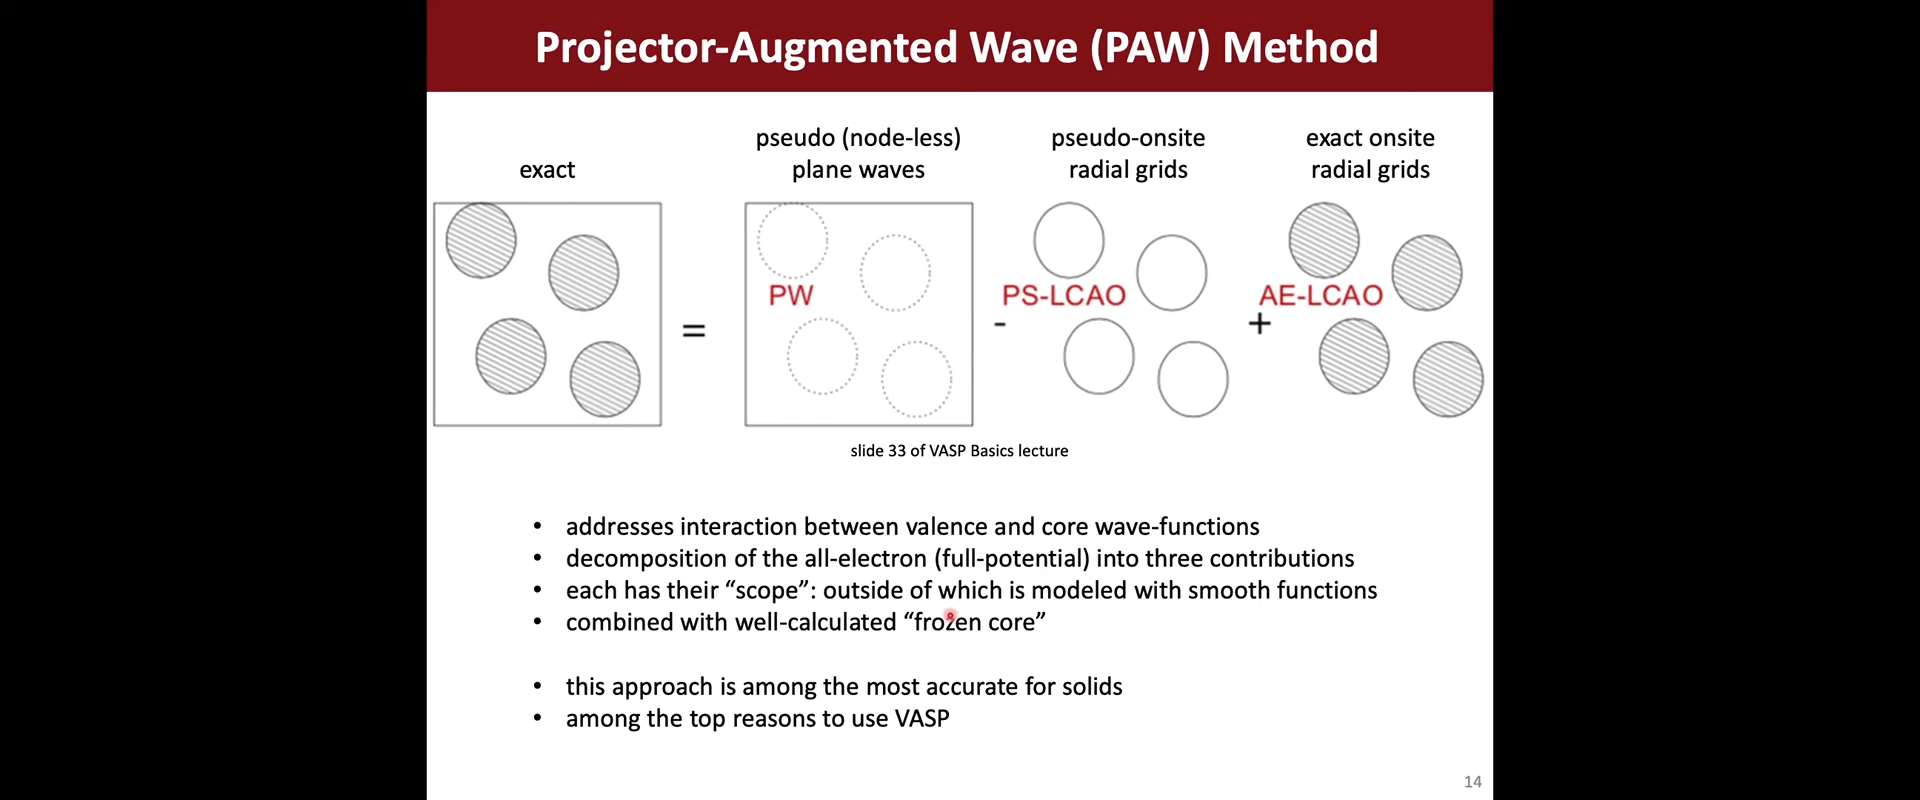 Projector-Augmented Wave (PAW) Method
exact
pseudo (node-less)
plane waves
pseudo-onsite
radial grids
exact onsite
radial grids
PW
=
-
PS-LCAO
+
AE-LCAO
slide 33 of VASP Basics lecture
• addresses interaction between valence and core wave-functions
• decomposition of the all-electron (full-potential) into three contributions
• each has their “scope”: outside of which is modeled with smooth functions
• combined with well-calculated “frozen core”
• this approach is among the most accurate for solids
• among the top reasons to use VASP
14